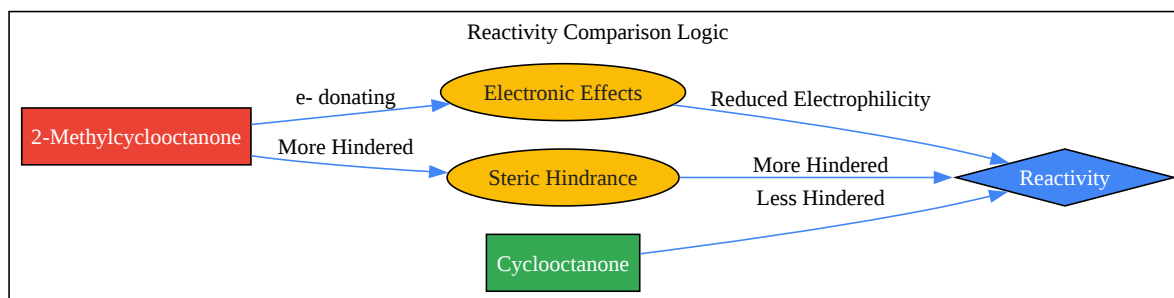 Reactivity Comparison Logic
e- donating
Electronic Effects
Reduced Electrophilicity
2-Methylcyclooctanone
More Hindered
Steric Hindrance
More Hindered
Reactivity
Less Hindered
Cyclooctanone